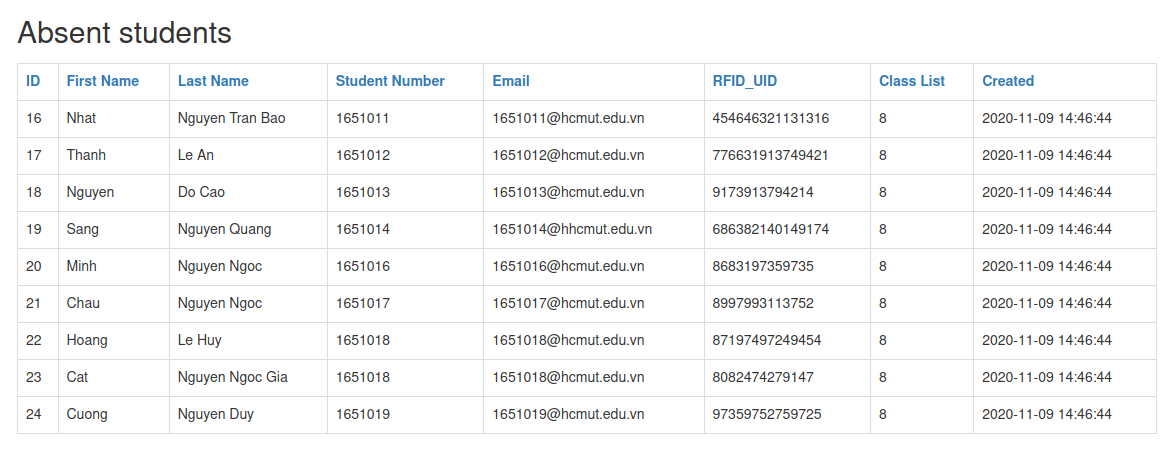 Absent students
ID First Name Last Name Student Number Email RFID_UID Class List Created
16 Nhat Nguyen Tran Bao 1651011 1651011@hcmut.edu.vn 454646321131316 8 2020-11-09 14:46:44
17 Thanh Le An 1651012 1651012@hcmut.edu.vn 776631913749421 8 2020-11-09 14:46:44
18 Nguyen Do Cao 1651013 1651013@hcmut.edu.vn 9173913794214 8 2020-11-09 14:46:44
19 Sang Nguyen Quang 1651014 1651014@hhcmut.edu.vn 686382140149174 8 2020-11-09 14:46:44
20 Minh Nguyen Ngoc 1651016 1651016@hcmut.edu.vn 8683197359735 8 2020-11-09 14:46:44
21 Chau Nguyen Ngoc 1651017 1651017@hcmut.edu.vn 8997993113752 8 2020-11-09 14:46:44
22 Hoang Le Huy 1651018 1651018@hcmut.edu.vn 87197497249454 8 2020-11-09 14:46:44
23 Cat Nguyen Ngoc Gia 1651018 1651018@hcmut.edu.vn 8082474279147 8 2020-11-09 14:46:44
24 Cuong Nguyen Duy 1651019 1651019@hcmut.edu.vn 97359752759725 8 2020-11-09 14:46:44